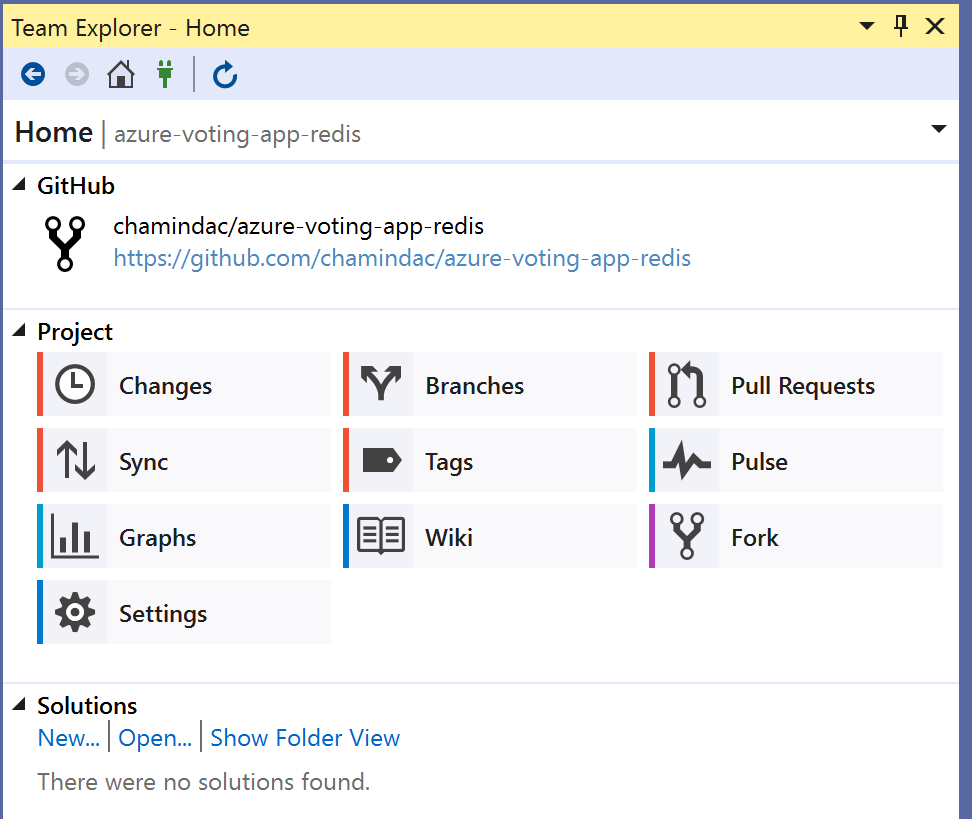 Team Explorer - Home
Home | azure-voting-app-redis
GitHub
chamindac/azure-voting-app-redis
https://github.com/chamindac/azure-voting-app-redis
Project
Changes Branches Pull Requests
Sync Tags Pulse
Graphs Wiki Fork
Settings
Solutions
New... | Open... | Show Folder View
There were no solutions found.